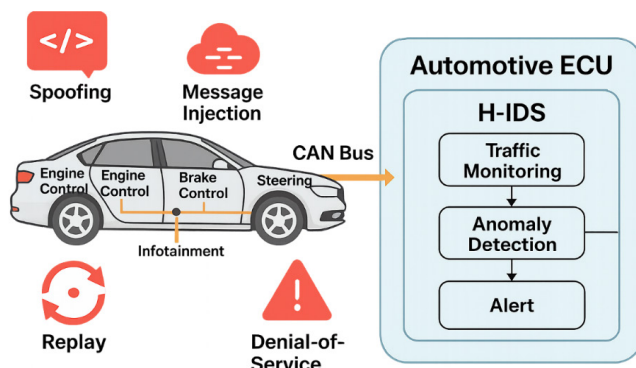 </>
Spoofing
Message
Injection
Automotive ECU
H-IDS
Traffic
Monitoring
CAN Bus
Engine
Control
Engine
Control
Brake
Control
Steering
Infotainment
Anomaly
Detection
Alert
Replay
!
Denial-of-
Service